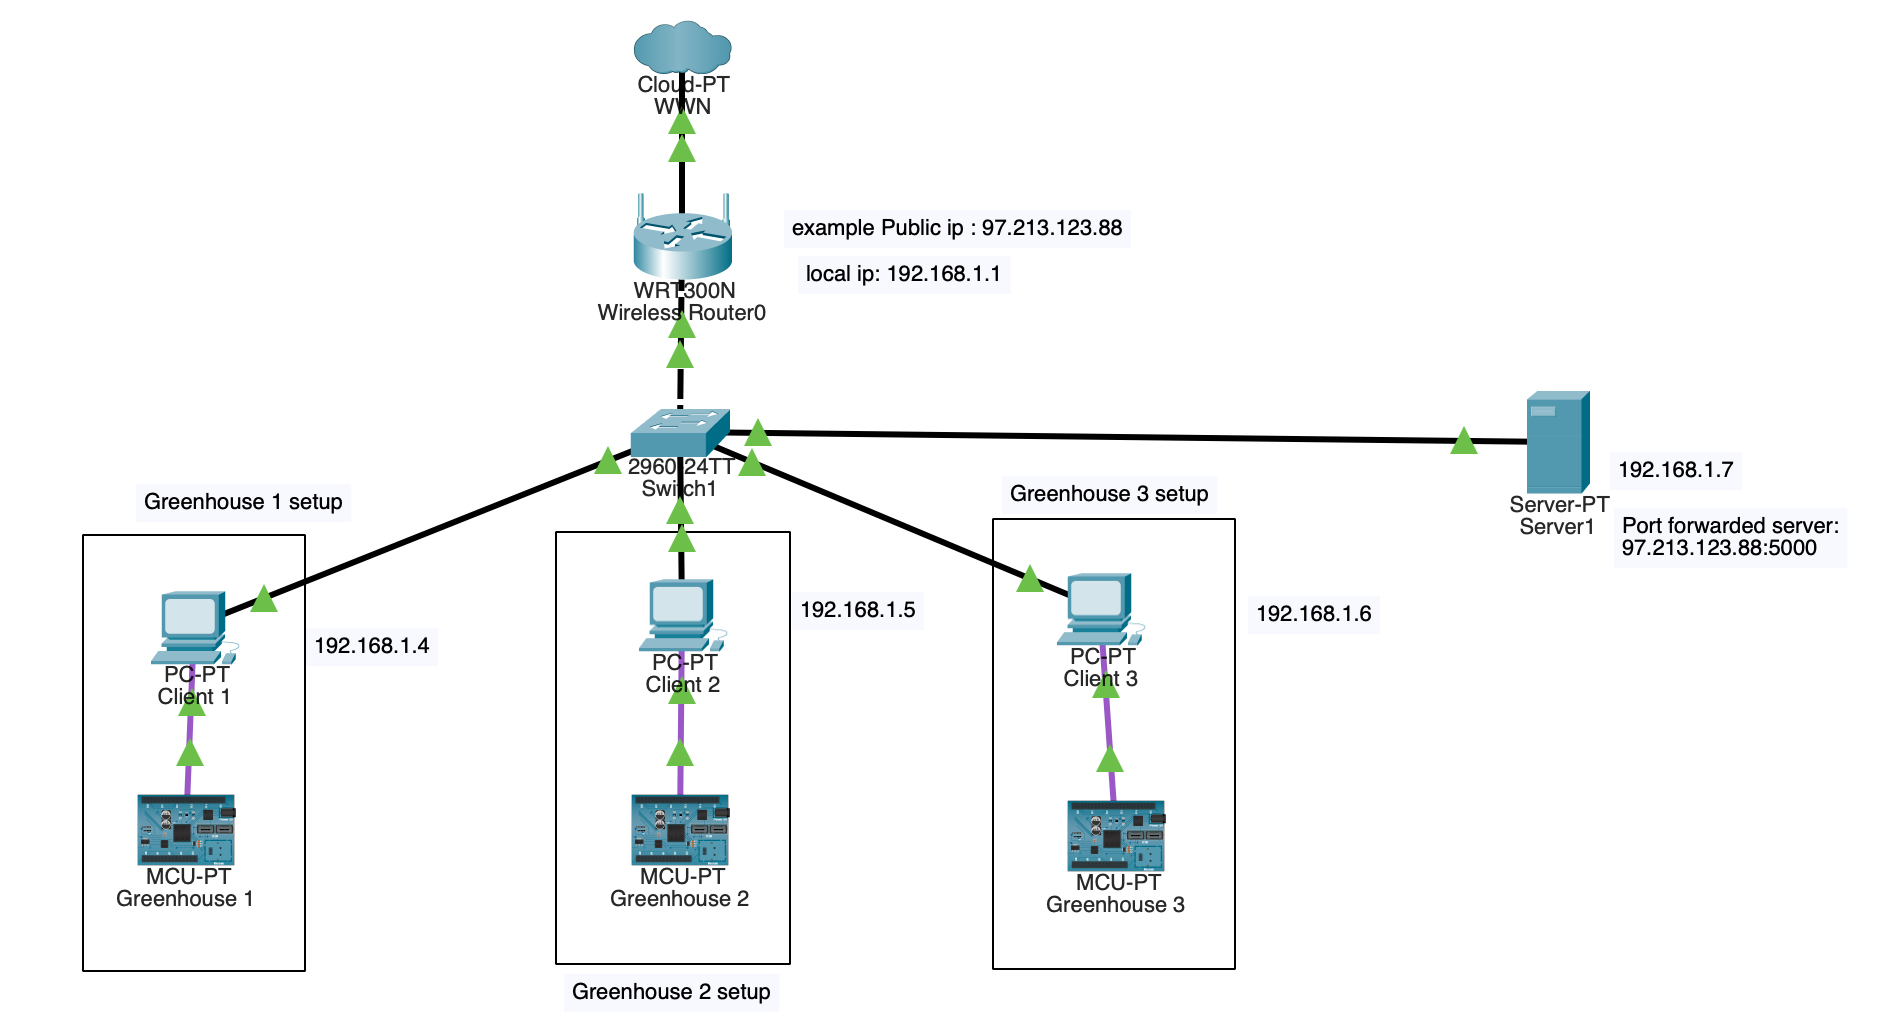 Cloud-PT
WWN
example Public ip : 97.213.123.88
local ip: 192.168.1.1
WRT300N
Wireless Router0
2960-24TT
Switch1
192.168.1.7
Server-PT
Server1
Port forwarded server:
97.213.123.88:5000
Greenhouse 1 setup
Greenhouse 3 setup
192.168.1.4
192.168.1.5
192.168.1.6
PC-PT
Client 1
PC-PT
Client 2
PC-PT
Client 3
MCU-PT
Greenhouse 1
MCU-PT
Greenhouse 2
MCU-PT
Greenhouse 3
Greenhouse 2 setup